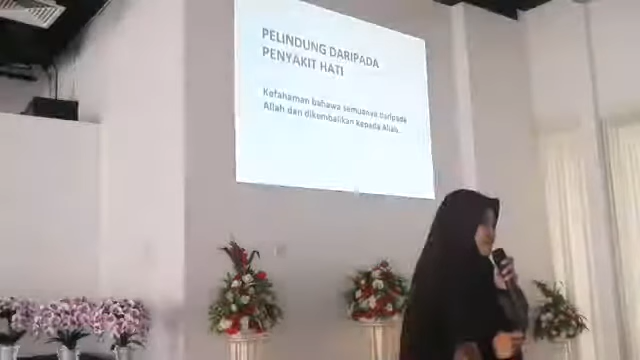 PELINDUNG DARIPADA
PENYAKIT HATI
Kefahaman bahawa semuanya daripada
Allah dan dikembalikan kepada Allah.